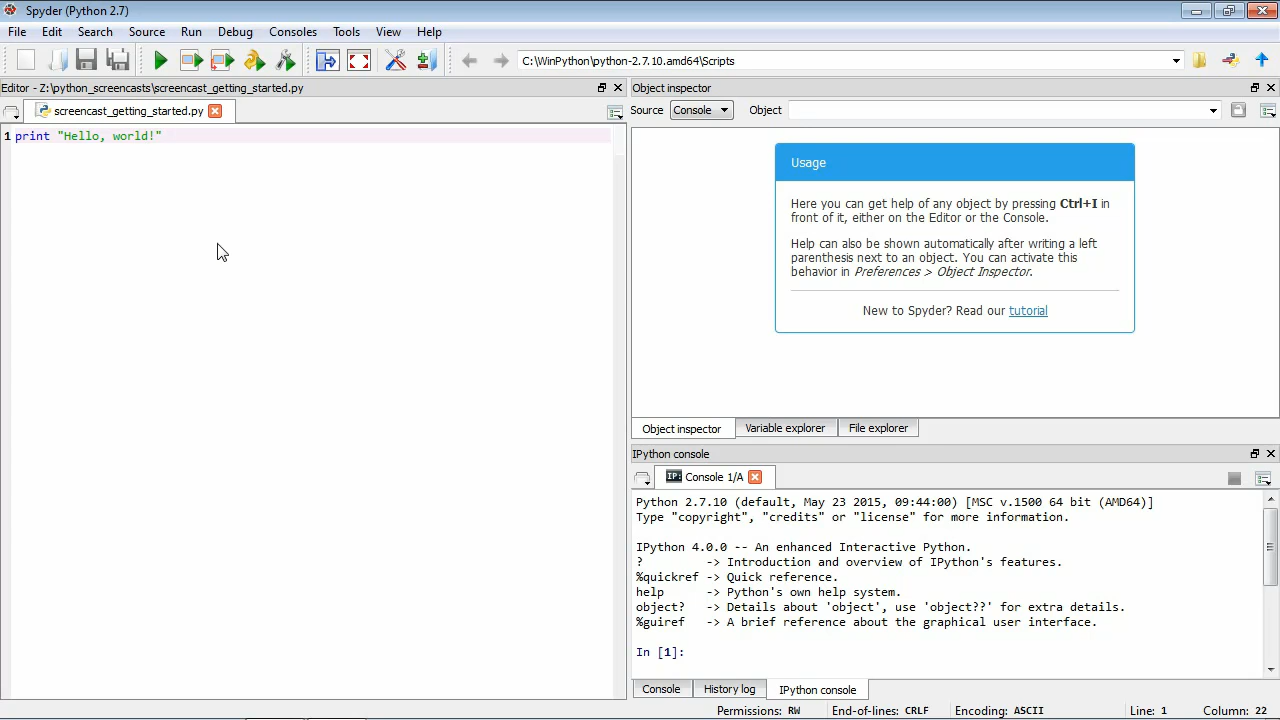 Spyder (Python 2.7)
File Edit Search Source Run Debug Consoles Tools View Help
C:\WinPython\python-2.7.10.amd64\Scripts
Editor - Z:\python_screencasts\screencast_getting_started.py
screencast_getting_started.py
1 print "Hello, world!"
Object inspector
Source Console Object
Usage
Here you can get help of any object by pressing Ctrl+I in
front of it, either on the Editor or the Console.
Help can also be shown automatically after writing a left
parenthesis next to an object. You can activate this
behavior in Preferences > Object Inspector.
New to Spyder? Read our tutorial
Object inspector Variable explorer File explorer
IPython console
IP: Console 1/A
Python 2.7.10 (default, May 23 2015, 09:44:00) [MSC v.1500 64 bit (AMD64)]
Type "copyright", "credits" or "license" for more information.
IPython 4.0.0 -- An enhanced Interactive Python.
? -> Introduction and overview of IPython's features.
%quickref -> Quick reference.
help -> Python's own help system.
object? -> Details about 'object', use 'object??' for extra details.
%guiref -> A brief reference about the graphical user interface.
In [1]:
Console History log IPython console
Permissions: RW End-of-lines: CRLF Encoding: ASCII Line: 1 Column: 22